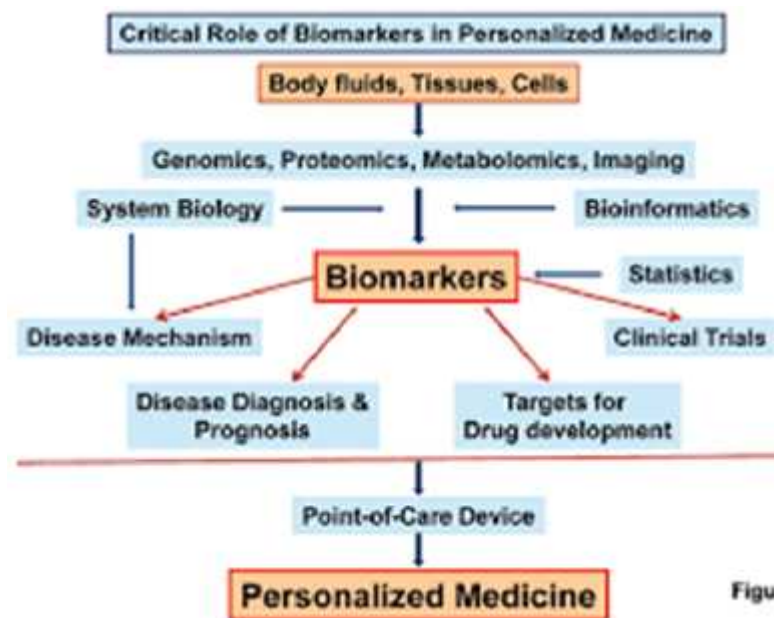 Critical Role of Biomarkers in Personalized Medicine
Body fluids, Tissues, Cells
Genomics, Proteomics, Metabolomics, Imaging
System Biology
Bioinformatics
Biomarkers
Statistics
Disease Mechanism
Clinical Trials
Disease Diagnosis &
Prognosis
Targets for
Drug development
Point-of-Care Device
Personalized Medicine
Figu